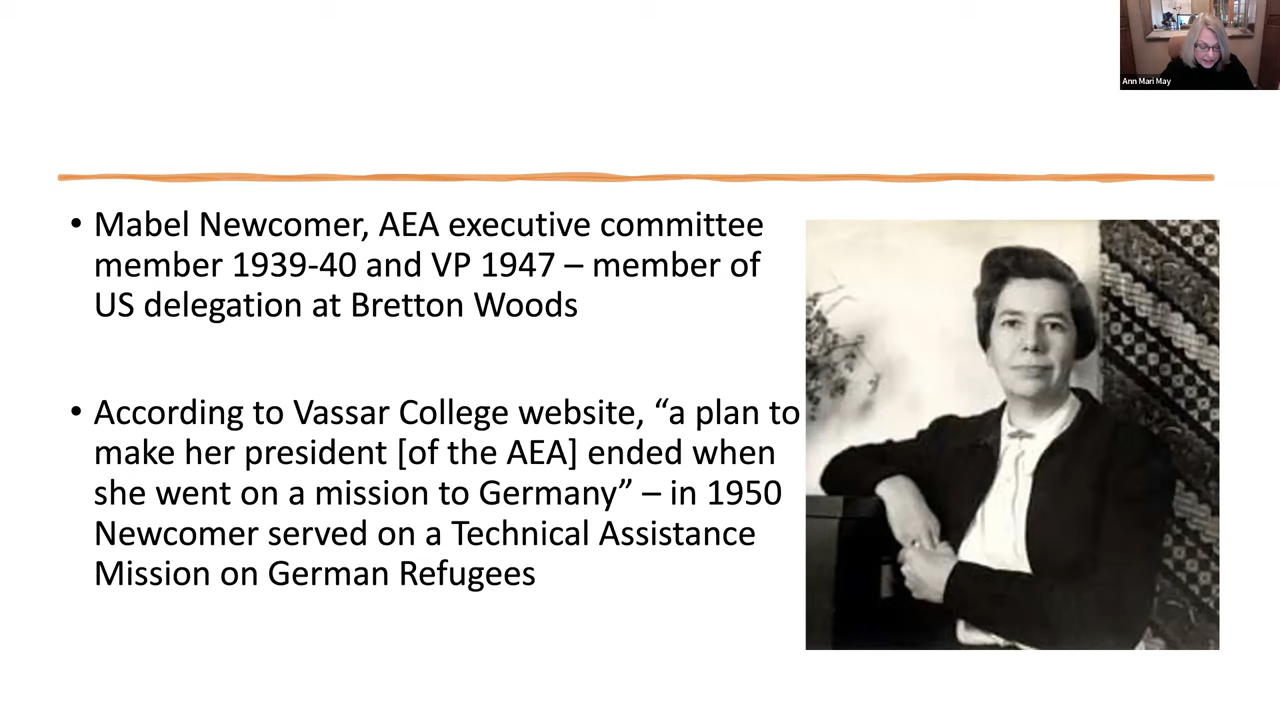 Ann Mari May
• Mabel Newcomer, AEA executive committee
member 1939-40 and VP 1947 – member of
US delegation at Bretton Woods
• According to Vassar College website, “a plan to
make her president [of the AEA] ended when
she went on a mission to Germany” – in 1950
Newcomer served on a Technical Assistance
Mission on German Refugees